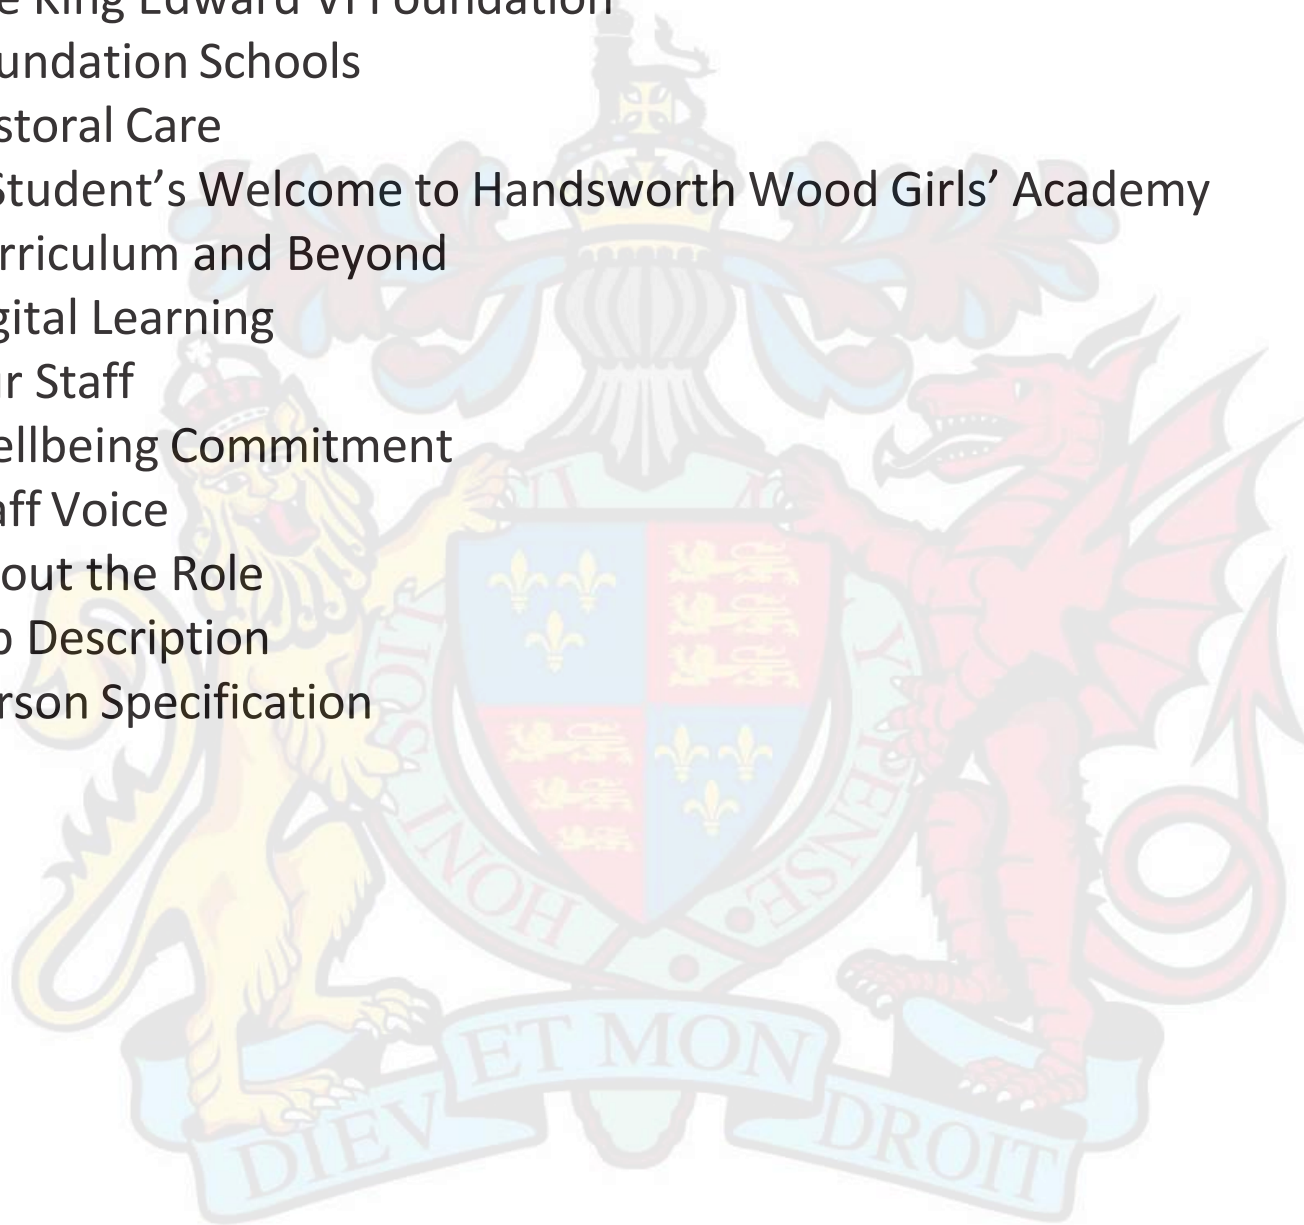 e King Edward VI Foundation
undation Schools
storal Care
Student’s Welcome to Handsworth Wood Girls’ Academy
rriculum and Beyond
gital Learning
r Staff
ellbeing Commitment
aff Voice
out the Role
Description
rson Specification
HONI SOIT
Y PENSE
ET MON
DIEV
DROIT